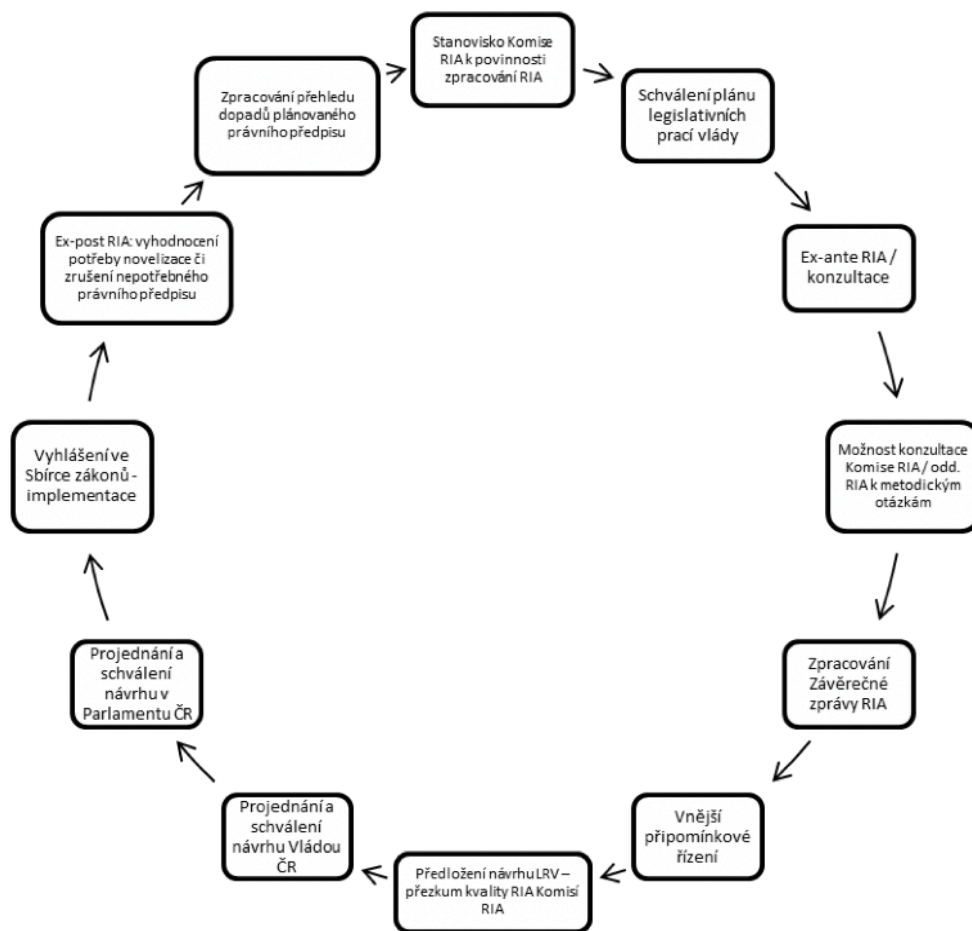 Stanovisko Komise
RIA k povinnosti
zpracování RIA
Schválení plánu
legislativních
prací vlády
Ex-ante RIA /
konzultace
Možnost konzultace
Komise RIA / odd.
RIA k metodickým
otázkám
Zpracování
Závěrečné
zprávy RIA
Vnější
připomínkové
řízení
Předložení návrhu LRV –
přezkum kvality RIA Komisí
RIA
Projednání a
schválení
návrhu Vládou
ČR
Projednání a
schválení
návrhu v
Parlamentu ČR
Vyhlášení ve
Sbírce zákonů -
implementace
Ex-post RIA: vyhodnocení
potřeby novelizace či
zrušení nepotřebného
právního předpisu
Zpracování přehledu
dopadů plánovaného
právního předpisu